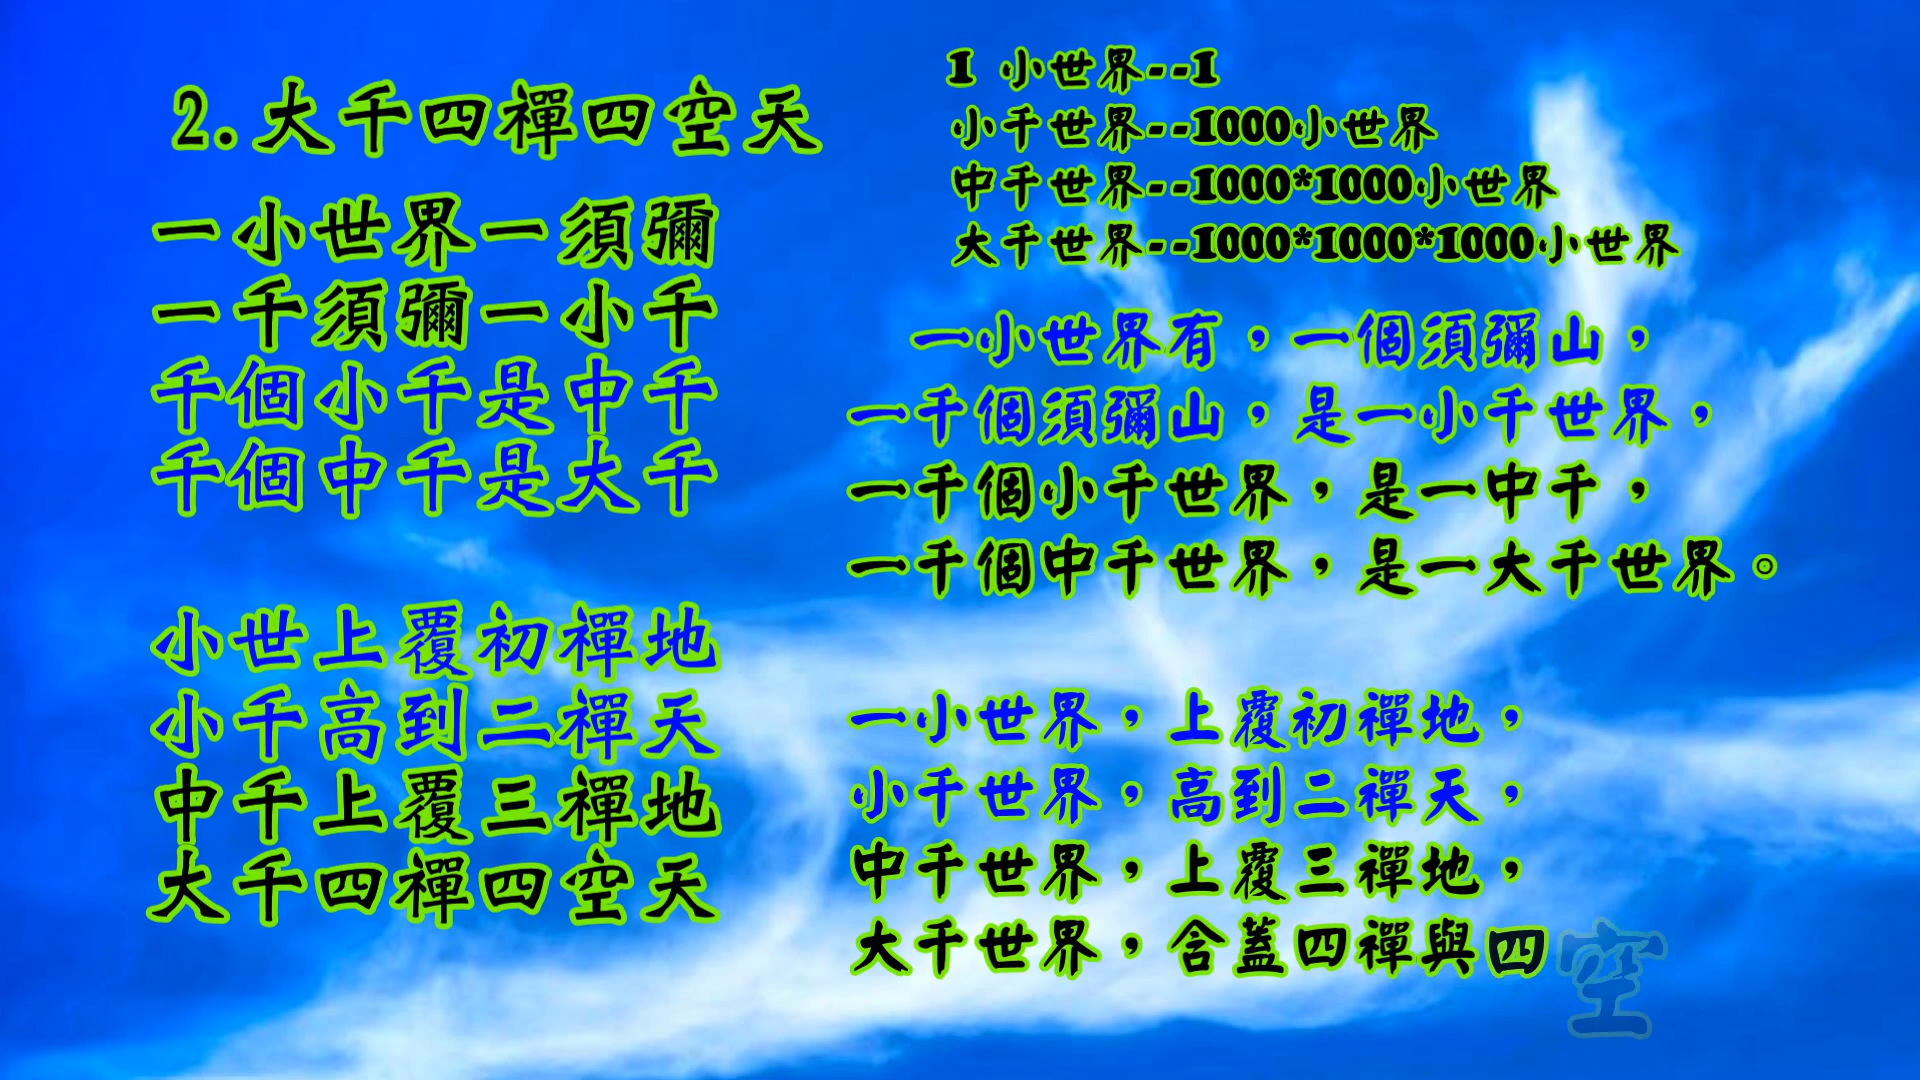 2.大千四禪四空天
一小世界一須彌
一千須彌一小千
千個小千是中千
千個中千是大千
小世上覆初禪地
小千高到二禪天
中千上覆三禪地
大千四禪四空天
1 小世界--1
小千世界--1000小世界
中千世界--1000*1000小世界
大千世界--1000*1000*1000小世界
一小世界有，一個須彌山，
一千個須彌山，是一小千世界，
一千個小千世界，是一中千，
一千個中千世界，是一大千世界。
一小世界，上覆初禪地，
小千世界，高到二禪天，
中千世界，上覆三禪地，
大千世界，含蓋四禪與四空